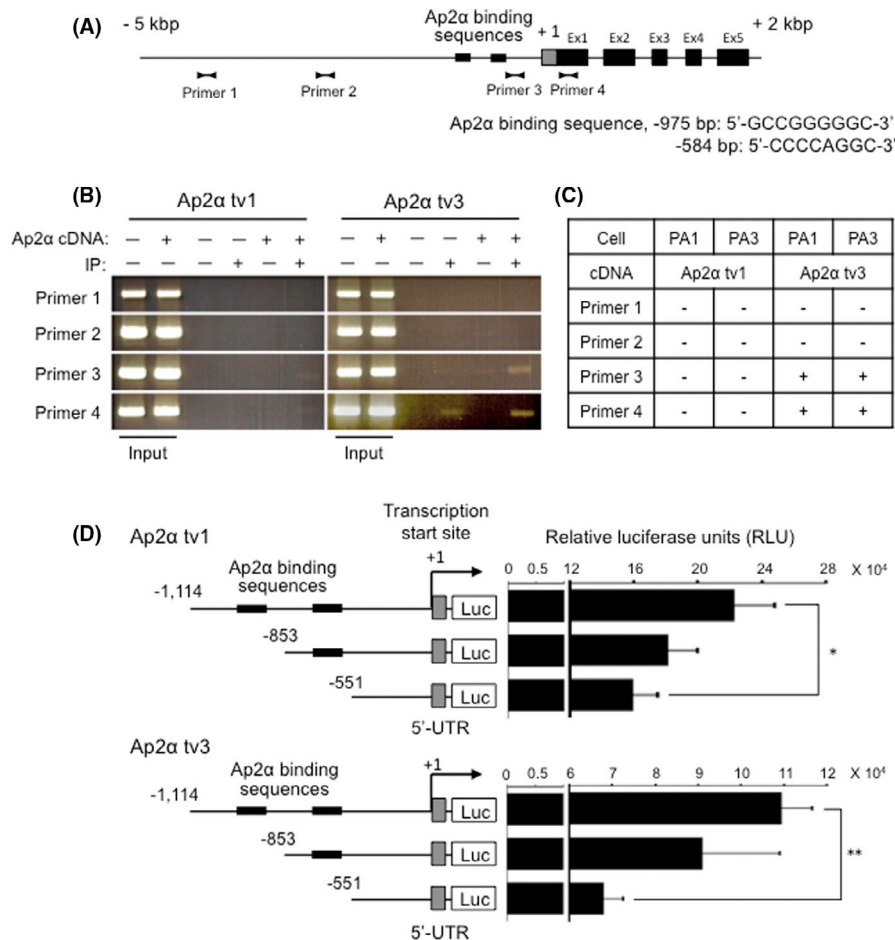 (A)
- 5 kbp
Ap2α binding
sequences
+ 1
Ex1 Ex2 Ex3 Ex4 Ex5
+ 2 kbp
Primer 1 Primer 2 Primer 3 Primer 4
Ap2α binding sequence, -975 bp: 5'-GCCGGGGGC-3'
-584 bp: 5'-CCCCAGGC-3'
(B)
Ap2α tv1 Ap2α tv3
Ap2α cDNA: — + — — + + — + — — + +
IP: — + — + — + — +
Primer 1
Primer 2
Primer 3
Primer 4
Input Input
(C)
Cell PA1 PA3 PA1 PA3
cDNA Ap2α tv1 Ap2α tv3
Primer 1 - - - -
Primer 2 - - - -
Primer 3 - - + +
Primer 4 - - + +
(D)
Ap2α tv1
Transcription
start site
+1
Relative luciferase units (RLU)
0 0.5 12 16 20 24 28 X 10⁴
Ap2α binding
sequences
-1,114
Luc
-853
Luc
*
-551
Luc
5'-UTR
Ap2α tv3
+1
0 0.5 6 7 8 9 10 11 12 X 10⁴
Ap2α binding
sequences
-1,114
Luc
-853
Luc
**
-551
Luc
5'-UTR